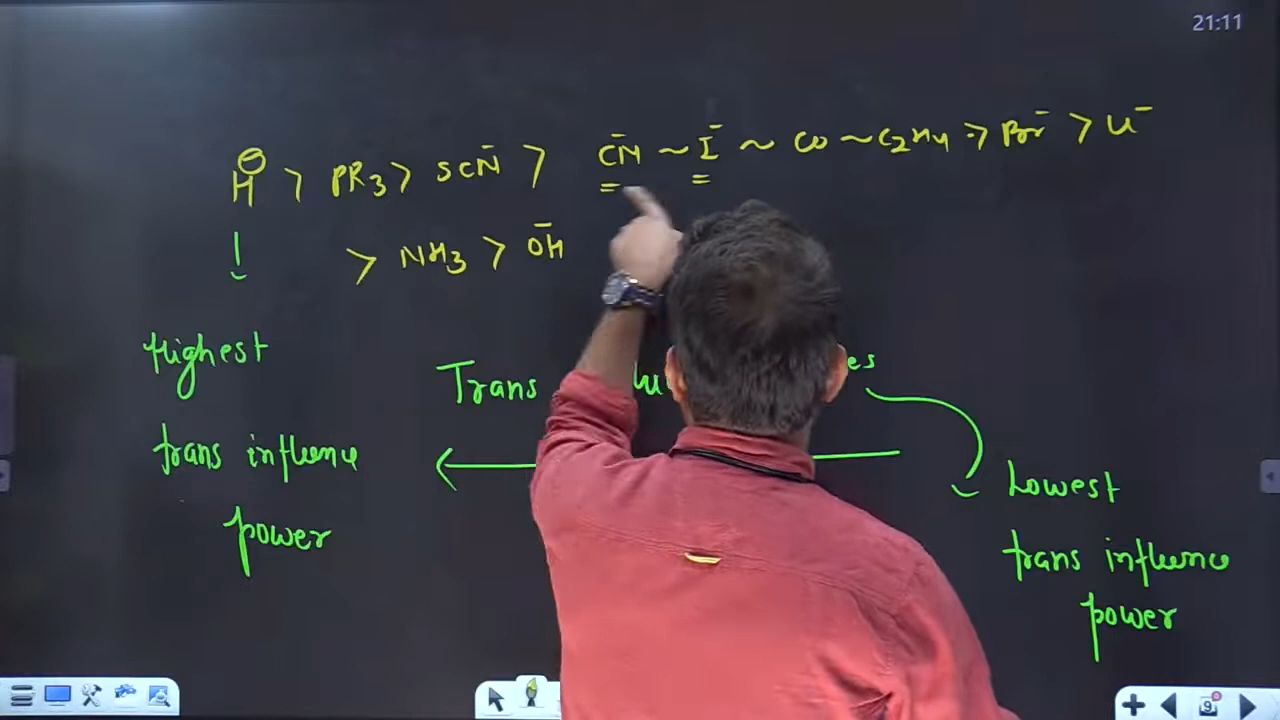 21:11
H⊖ > PR3 > SCN⁻ > CN⁻ ~ I⁻ ~ CO ~ C2H4 > Br⁻ > Cl⁻
> NH3 > OH⁻
Highest
trans influence
power
Trans
Lowest
trans influence
power
9